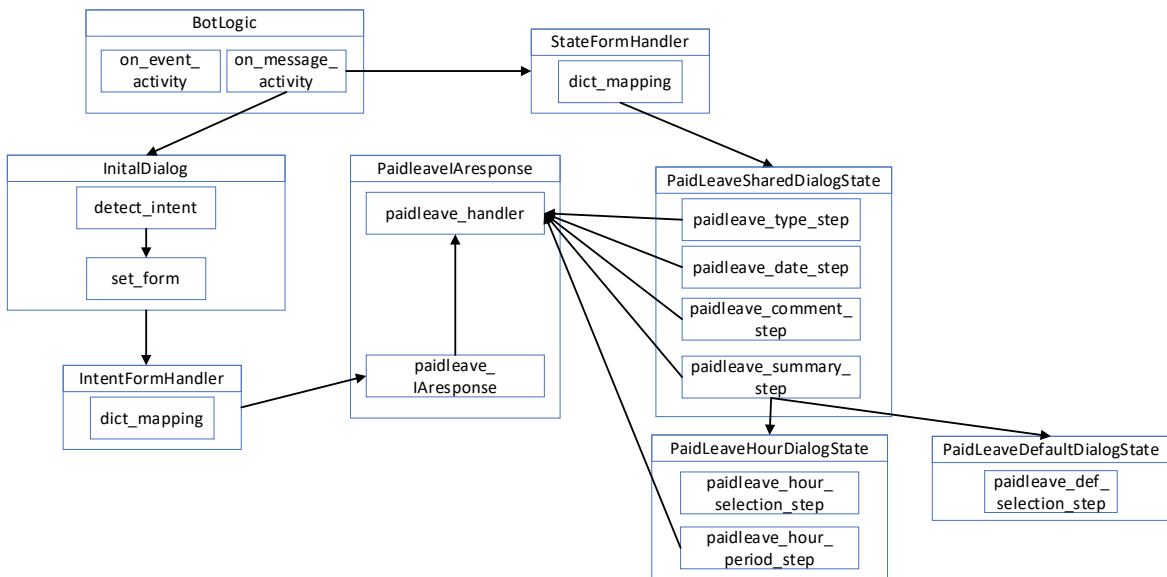 BotLogic
on_event_
activity
on_message_
activity
StateFormHandler
dict_mapping
InitalDialog
detect_intent
set_form
PaidleaveIAresponse
paidleave_handler
paidleave_
IAresponse
PaidLeaveSharedDialogState
paidleave_type_step
paidleave_date_step
paidleave_comment_
step
paidleave_summary_
step
IntentFormHandler
dict_mapping
PaidLeaveHourDialogState
paidleave_hour_
selection_step
paidleave_hour_
period_step
PaidLeaveDefaultDialogState
paidleave_def_
selection_step